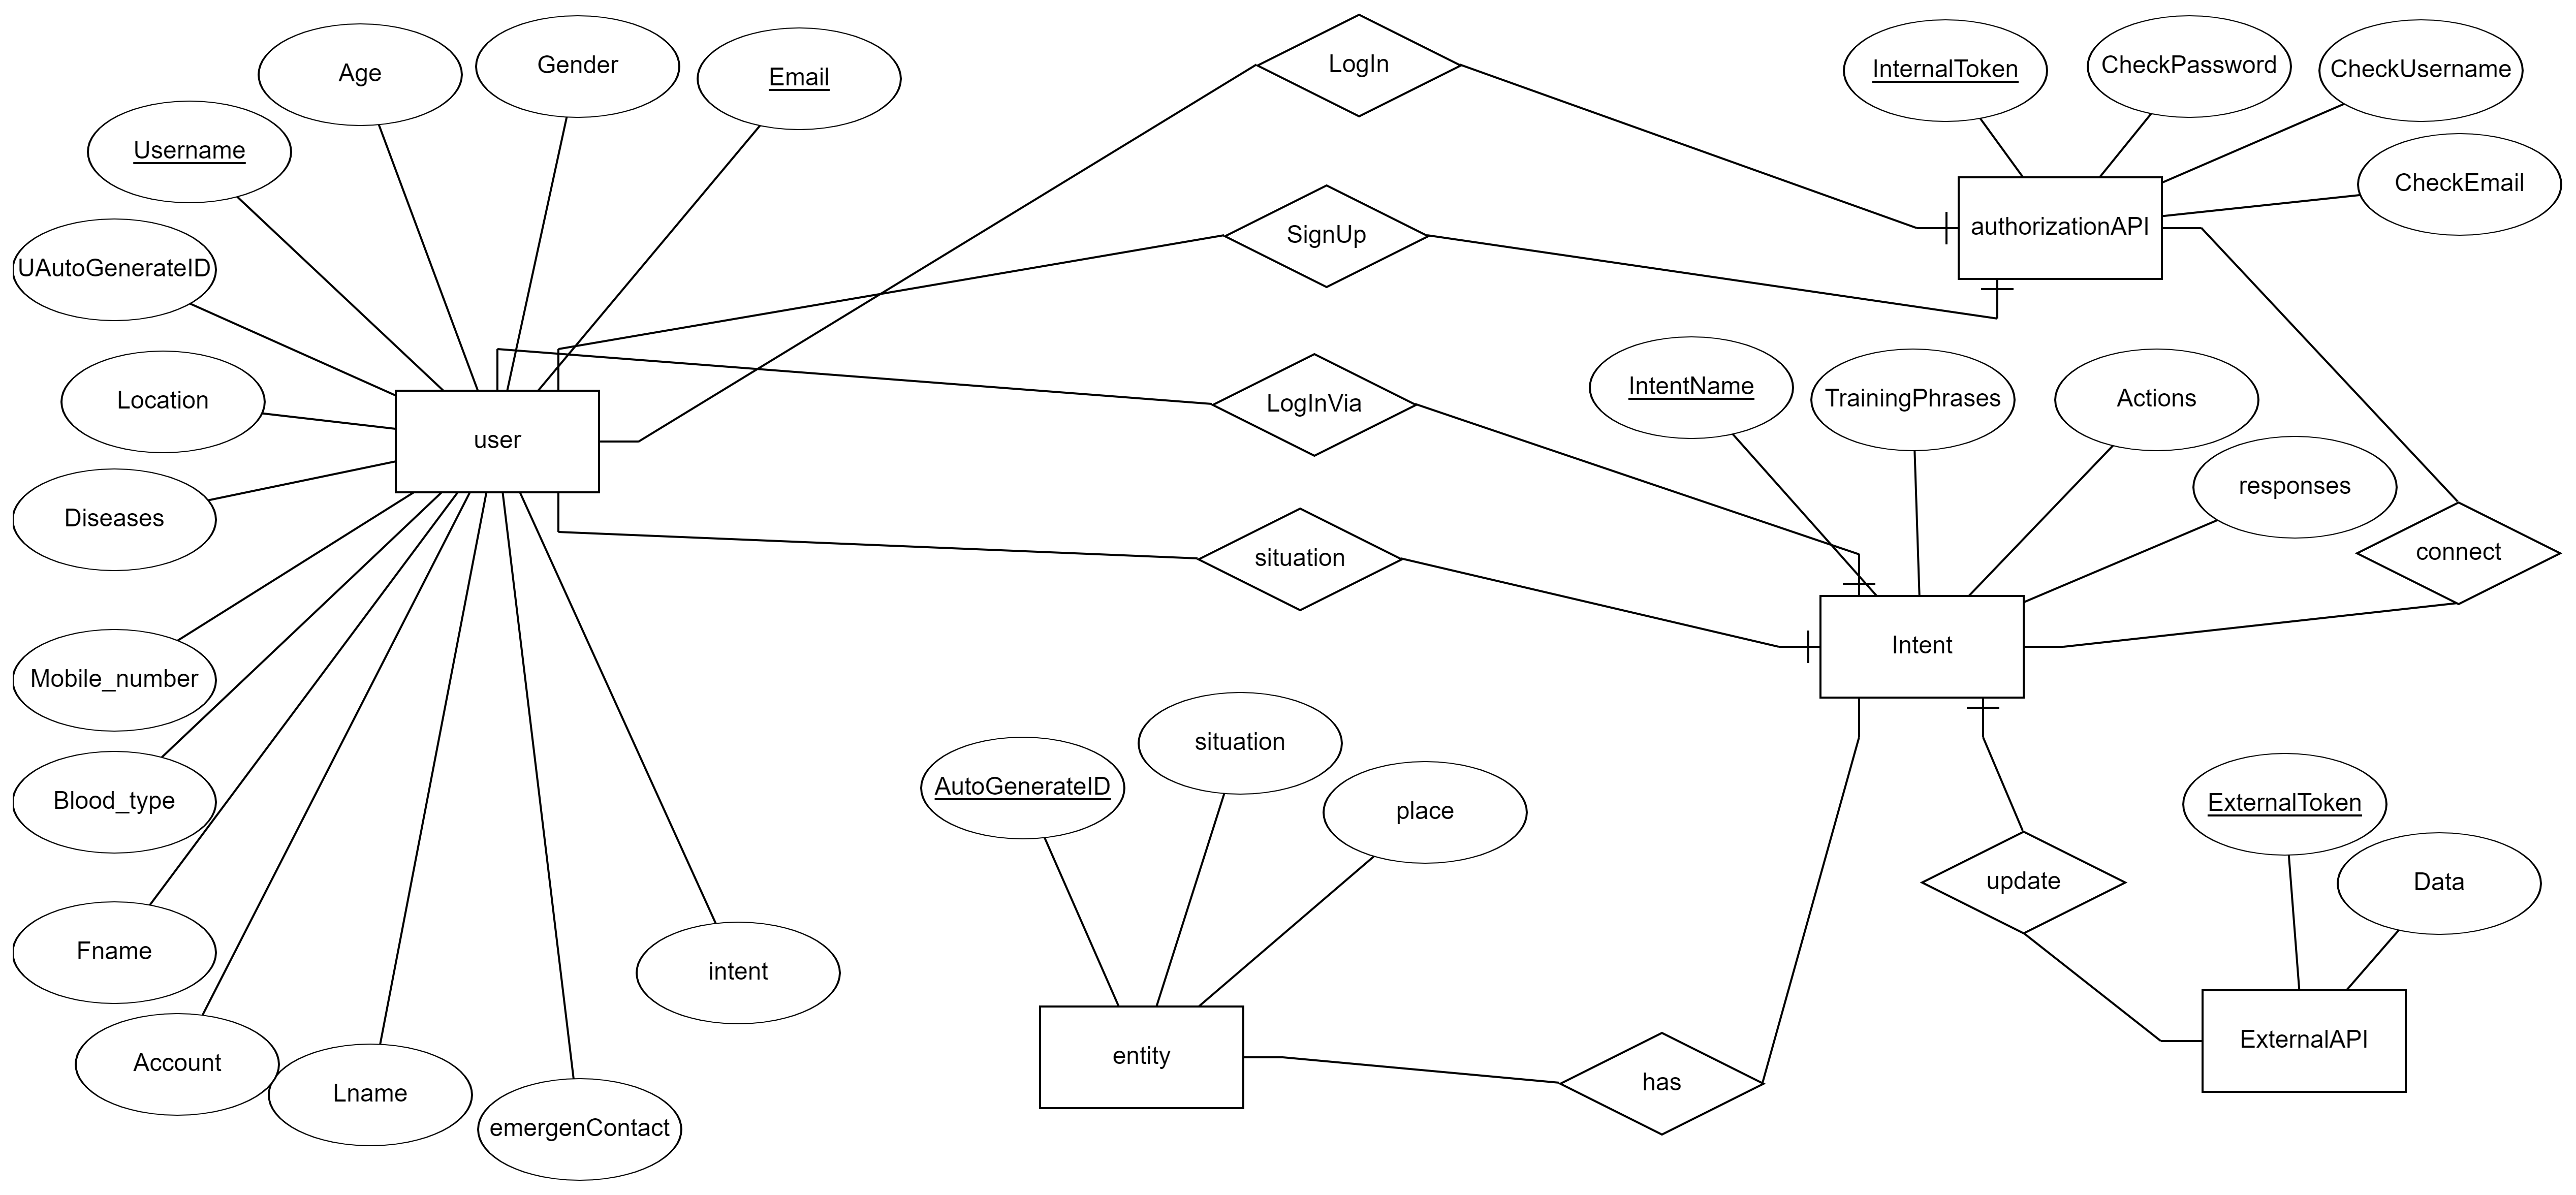 Age
Gender
Email
Username
UAutoGenerateID
Location
Diseases
user
Mobile_number
Blood_type
Fname
Account
Lname
emergenContact
intent
LogIn
SignUp
LogInVia
situation
InternalToken
CheckPassword
CheckUsername
CheckEmail
authorizationAPI
IntentName
TrainingPhrases
Actions
responses
connect
Intent
AutoGenerateID
situation
place
entity
has
update
ExternalToken
Data
ExternalAPI